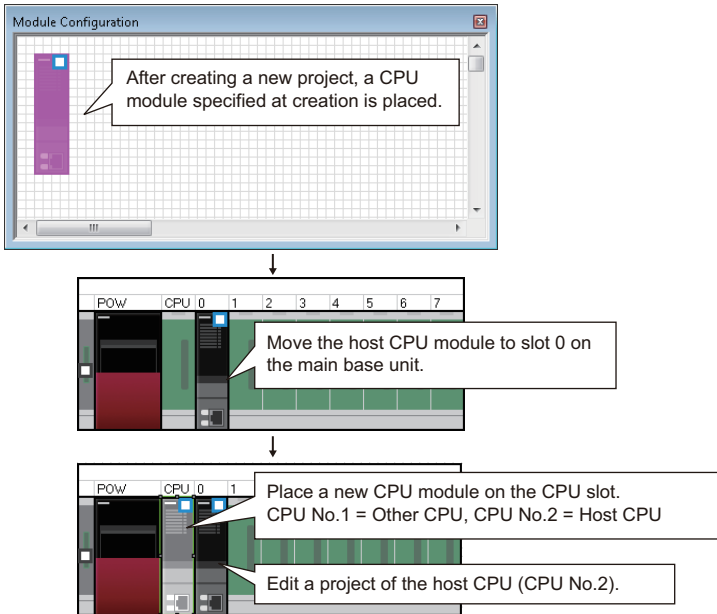 Module Configuration
After creating a new project, a CPU
module specified at creation is placed.
POW CPU 0 1 2 3 4 5 6 7
Move the host CPU module to slot 0 on
the main base unit.
POW CPU 0 1
Place a new CPU module on the CPU slot.
CPU No.1 = Other CPU, CPU No.2 = Host CPU
Edit a project of the host CPU (CPU No.2).